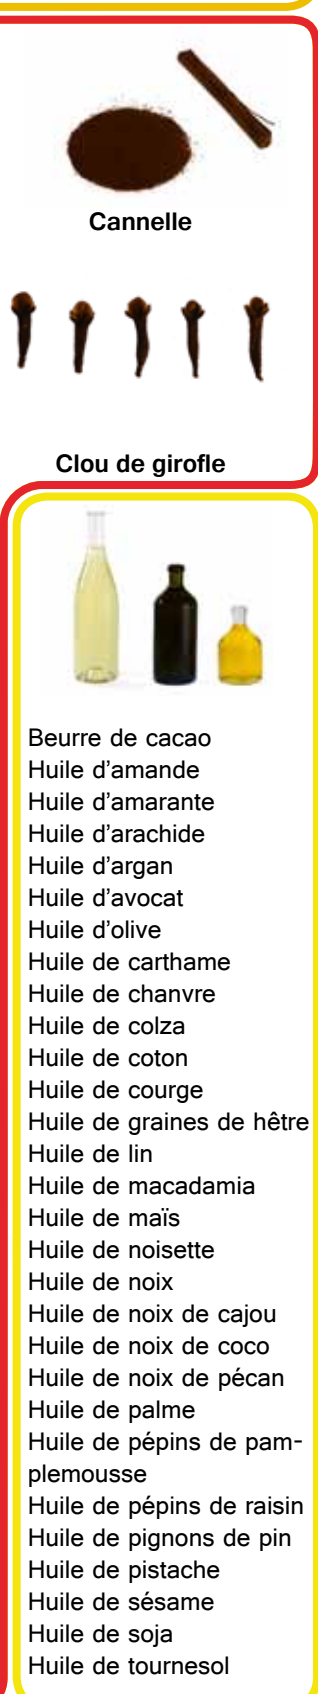 Cannelle
Clou de girofle
Beurre de cacao
Huile d'amande
Huile d'amarante
Huile d'arachide
Huile d'argan
Huile d'avocat
Huile d'olive
Huile de carthame
Huile de chanvre
Huile de colza
Huile de coton
Huile de courge
Huile de graines de hêtre
Huile de lin
Huile de macadamia
Huile de maïs
Huile de noisette
Huile de noix
Huile de noix de cajou
Huile de noix de coco
Huile de noix de pécan
Huile de palme
Huile de pépins de pam-
plemousse
Huile de pépins de raisin
Huile de pignons de pin
Huile de pistache
Huile de sésame
Huile de soja
Huile de tournesol